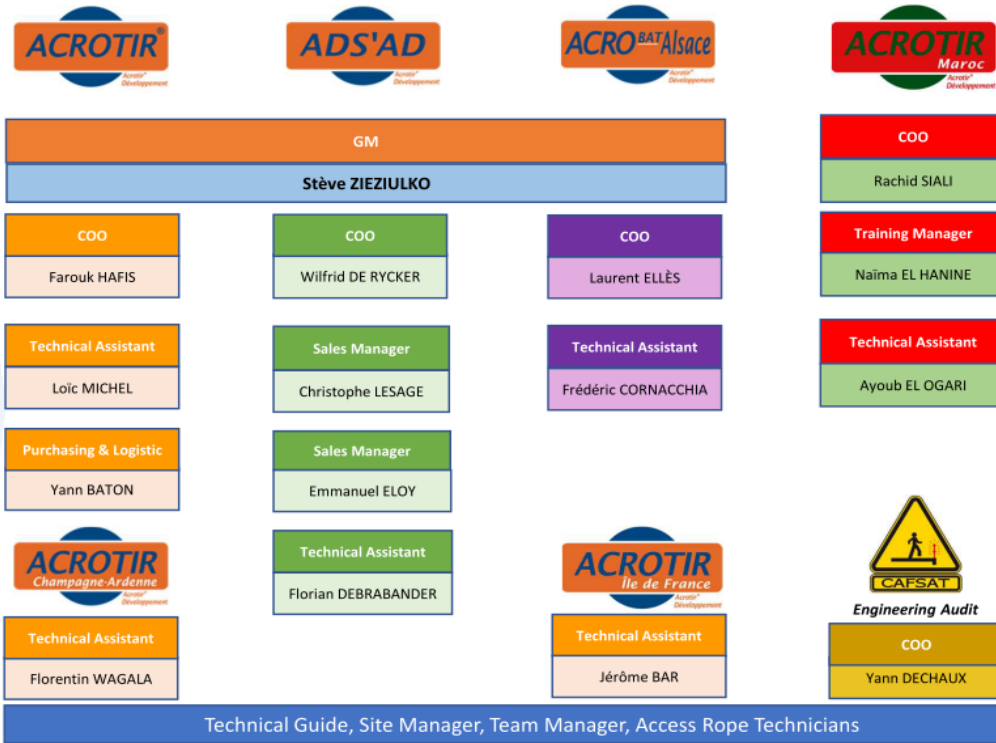 ACROTIR®
Acrotir®
Développement
ADS'AD
Acrotir®
Développement
ACROBATAlsace
Acrotir®
Développement
ACROTIR
Maroc
Acrotir®
Développement
GM
Stève ZIEZIULKO
COO
Rachid SIALI
COO
Farouk HAFIS
COO
Wilfrid DE RYCKER
COO
Laurent ELLÈS
Training Manager
Naïma EL HANINE
Technical Assistant
Loïc MICHEL
Sales Manager
Christophe LESAGE
Technical Assistant
Frédéric CORNACCHIA
Technical Assistant
Ayoub EL OGARI
Purchasing & Logistic
Yann BATON
Sales Manager
Emmanuel ELOY
ACROTIR
Champagne-Ardenne
Acrotir®
Développement
Technical Assistant
Florian DEBRABANDER
ACROTIR
Île de France
Acrotir®
Développement
CAFSAT
Engineering Audit
Technical Assistant
Florentin WAGALA
Technical Assistant
Jérôme BAR
COO
Yann DECHAUX
Technical Guide, Site Manager, Team Manager, Access Rope Technicians